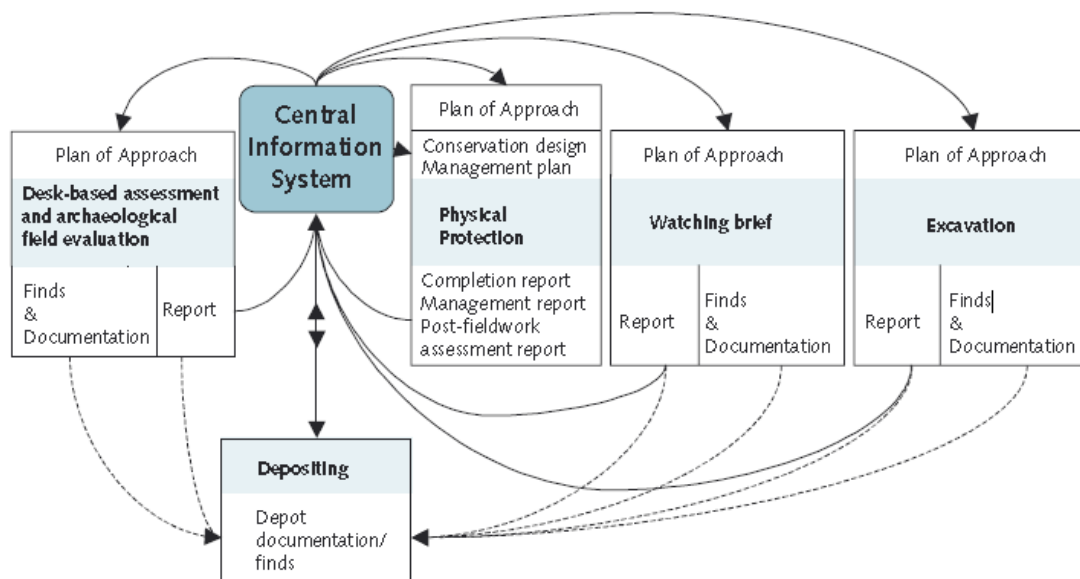 Central
Information
System
Plan of Approach
Desk-based assessment
and archaeological
field evaluation
Finds
&
Documentation
Report
Plan of Approach
Conservation design
Management plan
Physical
Protection
Completion report
Management report
Post-fieldwork
assessment report
Plan of Approach
Watching brief
Report
Finds
&
Documentation
Plan of Approach
Excavation
Report
Finds
&
Documentation
Depositing
Depot
documentation/
finds